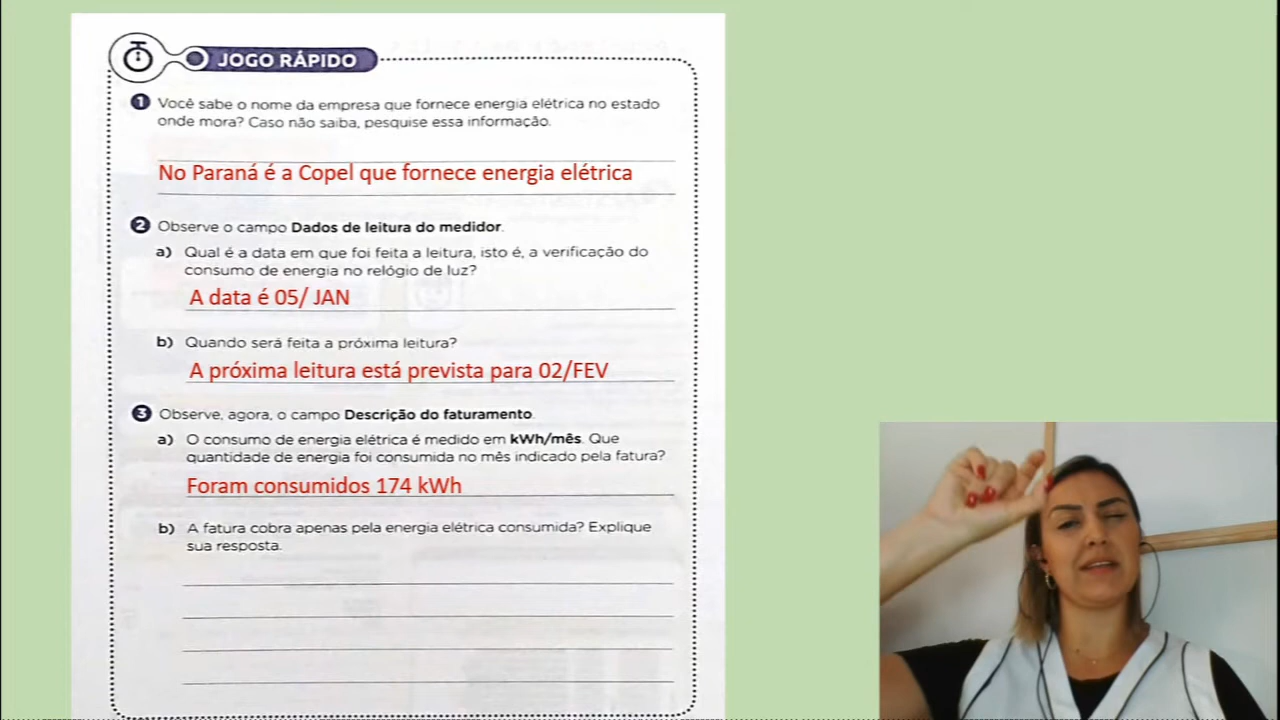 JOGO RÁPIDO
1 Você sabe o nome da empresa que fornece energia elétrica no estado
onde mora? Caso não saiba, pesquise essa informação.
No Paraná é a Copel que fornece energia elétrica
2 Observe o campo Dados de leitura do medidor.
a) Qual é a data em que foi feita a leitura, isto é, a verificação do
consumo de energia no relógio de luz?
A data é 05/ JAN
b) Quando será feita a próxima leitura?
A próxima leitura está prevista para 02/FEV
3 Observe, agora, o campo Descrição do faturamento.
a) O consumo de energia elétrica é medido em kWh/mês. Que
quantidade de energia foi consumida no mês indicado pela fatura?
Foram consumidos 174 kWh
b) A fatura cobra apenas pela energia elétrica consumida? Explique
sua resposta.